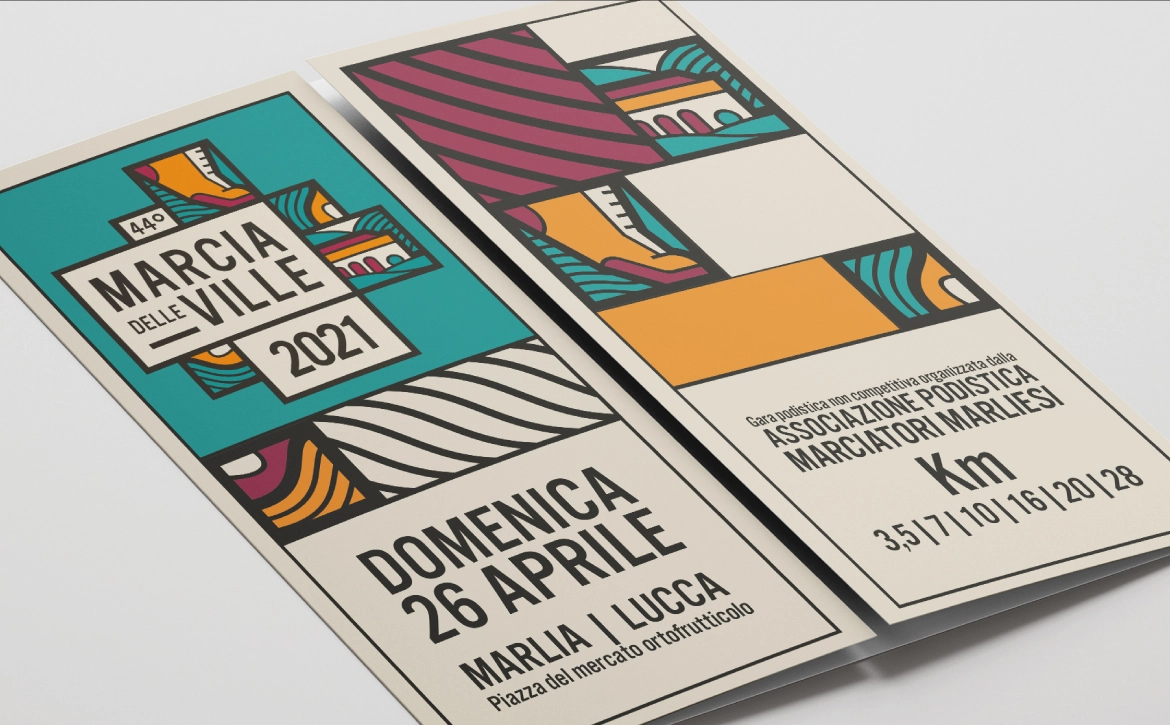 44º
MARCIA
DELLE VILLE
2021
DOMENICA
26 APRILE
MARLIA | LUCCA
Piazza del mercato ortofrutticolo
Gara podistica non competitiva organizzata dalla
ASSOCIAZIONE PODISTICA
MARCIATORI MARLIESI
Km
3,5 | 7 | 10 | 16 | 20 | 28